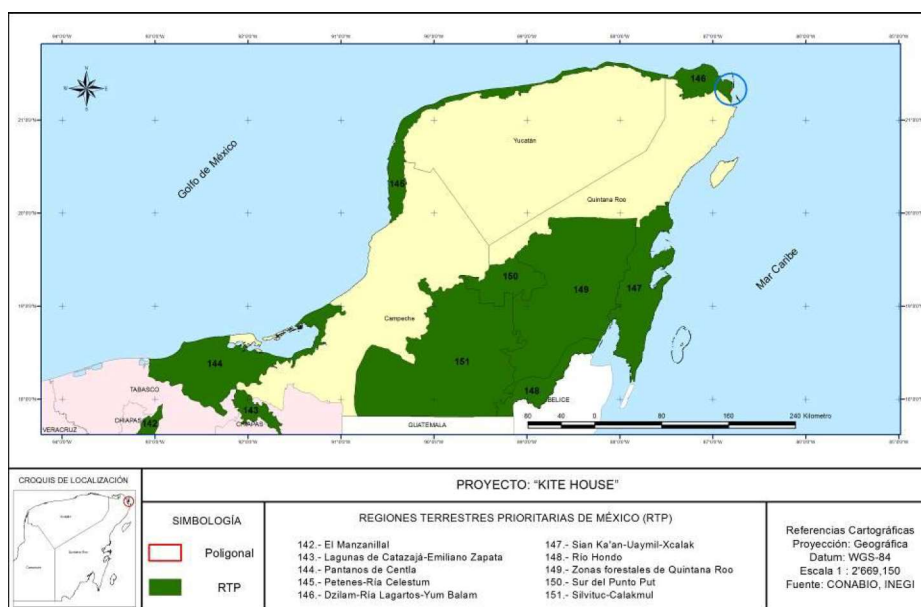 Golfo de México
146
Yucatán
145
Quintana Roo
Mar Caribe
150
149
147
Campeche
151
144
148
TABASCO
143
BELICE
CHIAPAS
142
CHIAPAS
VERACRUZ
GUATEMALA
80 40 0 80 160 240 Kilometro
CROQUIS DE LOCALIZACIÓN
PROYECTO: “KITE HOUSE”
SIMBOLOGÍA
Poligonal
RTP
REGIONES TERRESTRES PRIORITARIAS DE MÉXICO (RTP)
142.- El Manzanillal
143.- Lagunas de Catazajá-Emiliano Zapata
144.- Pantanos de Centla
145.- Petenes-Ría Celestum
146.- Dzilam-Ría Lagartos-Yum Balam
147.- Sian Ka'an-Uaymil-Xcalak
148.- Río Hondo
149.- Zonas forestales de Quintana Roo
150.- Sur del Punto Put
151.- Silvituc-Calakmul
Referencias Cartográficas
Proyección: Geográfica
Datum: WGS-84
Escala 1 : 2'669,150
Fuente: CONABIO, INEGI